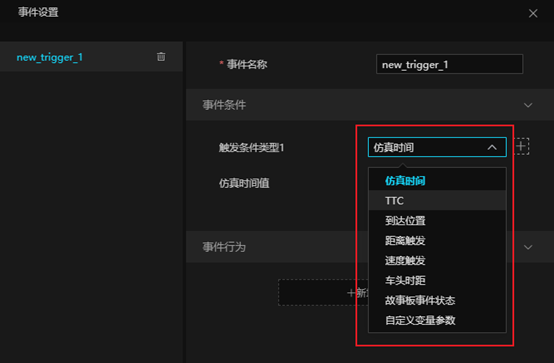 事件设置
new_trigger_1
* 事件名称 new_trigger_1
事件条件
触发条件类型1 仿真时间
仿真时间值
仿真时间
TTC
到达位置
距离触发
事件行为
速度触发
车头时距
故事板事件状态
自定义变量参数